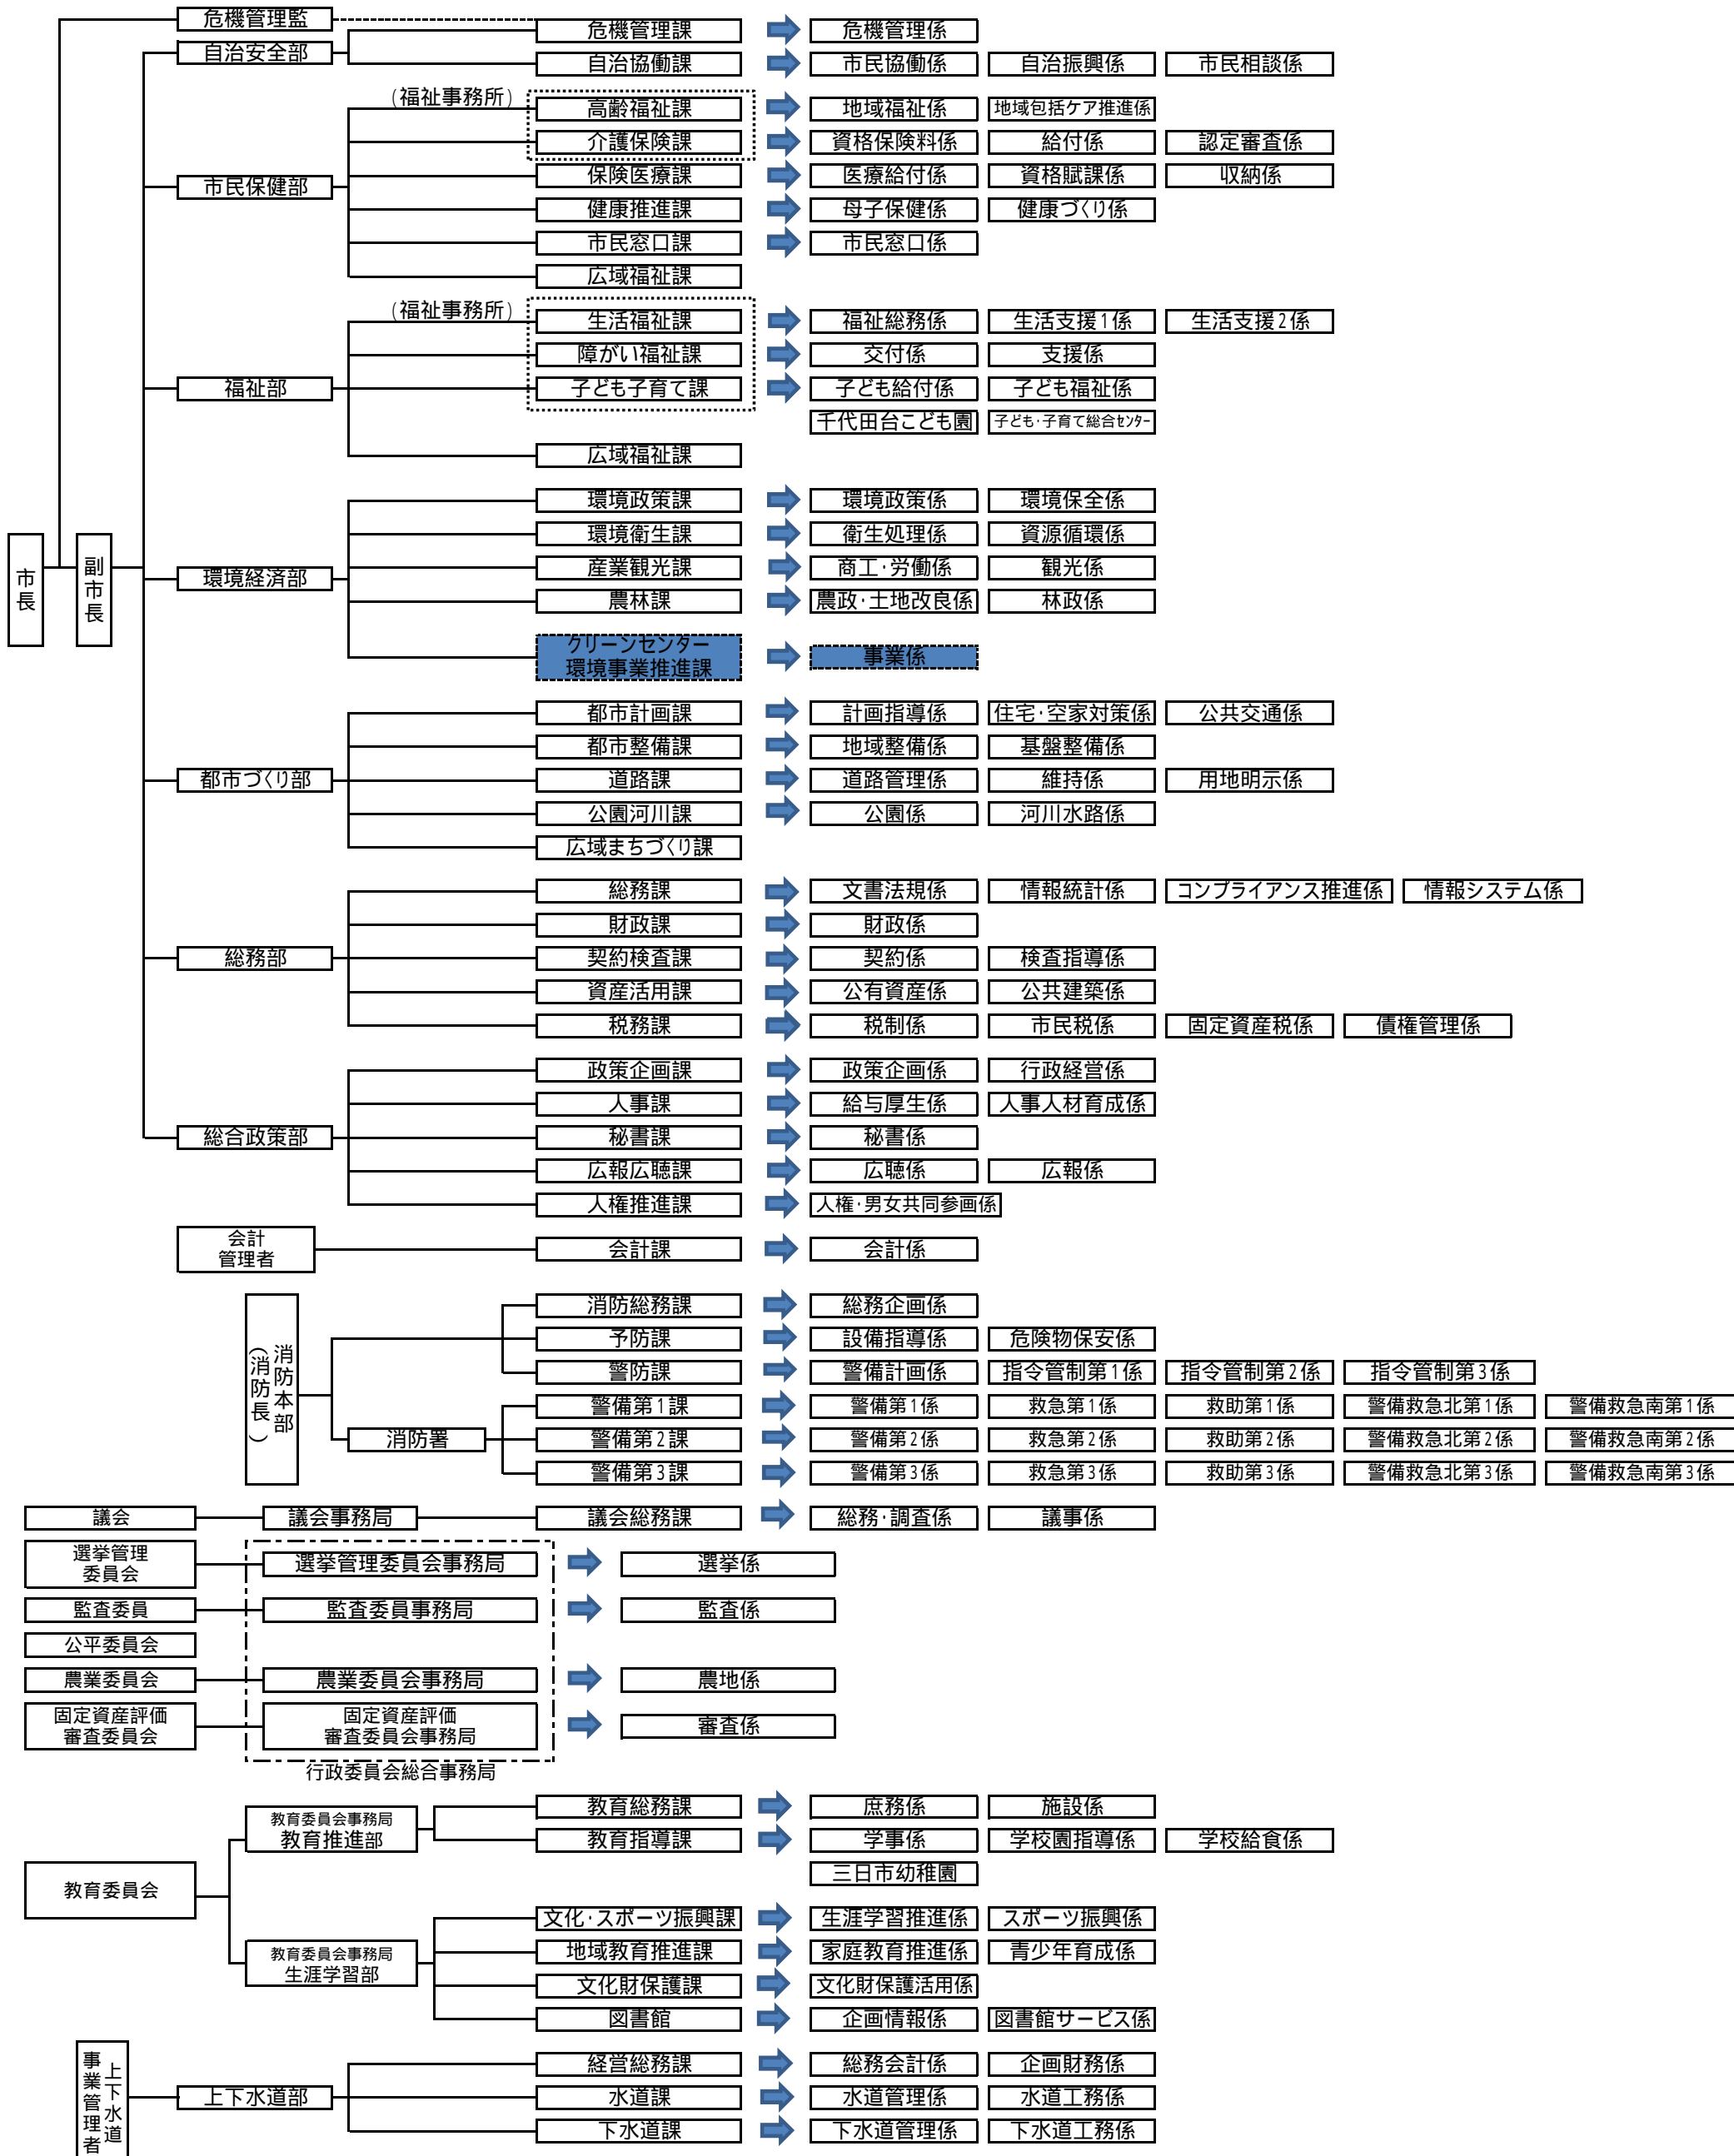 危機管理監
危機管理課
危機管理係
自治安全部
自治協働課
市民協働係
自治振興係
市民相談係
(福祉事務所)
高齢福祉課
地域福祉係
地域包括ケア推進係
介護保険課
資格保険料係
給付係
認定審査係
市民保健部
保険医療課
医療給付係
資格賦課係
収納係
健康推進課
母子保健係
健康づくり係
市民窓口課
市民窓口係
広域福祉課
(福祉事務所)
生活福祉課
福祉総務係
生活支援1係
生活支援2係
障がい福祉課
交付係
支援係
福祉部
子ども子育て課
子ども給付係
子ども福祉係
千代田台こども園
子ども・子育て総合センター
広域福祉課
環境政策課
環境政策係
環境保全係
環境衛生課
衛生処理係
資源循環係
市長
副市長
環境経済部
産業観光課
商工・労働係
観光係
農林課
農政・土地改良係
林政係
クリーンセンター
環境事業推進課
事業係
都市計画課
計画指導係
住宅・空家対策係
公共交通係
都市整備課
地域整備係
基盤整備係
都市づくり部
道路課
道路管理係
維持係
用地明示係
公園河川課
公園係
河川水路係
広域まちづくり課
総務課
文書法規係
情報統計係
コンプライアンス推進係
情報システム係
財政課
財政係
総務部
契約検査課
契約係
検査指導係
資産活用課
公有資産係
公共建築係
税務課
税制係
市民税係
固定資産税係
債権管理係
政策企画課
政策企画係
行政経営係
人事課
給与厚生係
人事人材育成係
総合政策部
秘書課
秘書係
広報広聴課
広聴係
広報係
人権推進課
人権・男女共同参画係
会計
管理者
会計課
会計係
消防本部
(消防長)
消防総務課
総務企画係
予防課
設備指導係
危険物保安係
警防課
警備計画係
指令管制第1係
指令管制第2係
指令管制第3係
消防署
警備第1課
警備第1係
救急第1係
救助第1係
警備救急北第1係
警備救急南第1係
警備第2課
警備第2係
救急第2係
救助第2係
警備救急北第2係
警備救急南第2係
警備第3課
警備第3係
救急第3係
救助第3係
警備救急北第3係
警備救急南第3係
議会
議会事務局
議会総務課
総務・調査係
議事係
選挙管理
委員会
選挙管理委員会事務局
選挙係
監査委員
監査委員事務局
監査係
公平委員会
農業委員会
農業委員会事務局
農地係
固定資産評価
審査委員会
固定資産評価
審査委員会事務局
審査係
行政委員会総合事務局
教育委員会
教育委員会事務局
教育推進部
教育総務課
庶務係
施設係
教育指導課
学事係
学校園指導係
学校給食係
三日市幼稚園
教育委員会事務局
生涯学習部
文化・スポーツ振興課
生涯学習推進係
スポーツ振興係
地域教育推進課
家庭教育推進係
青少年育成係
文化財保護課
文化財保護活用係
図書館
企画情報係
図書館サービス係
上下水道
事業管理者
上下水道部
経営総務課
総務会計係
企画財務係
水道課
水道管理係
水道工務係
下水道課
下水道管理係
下水道工務係